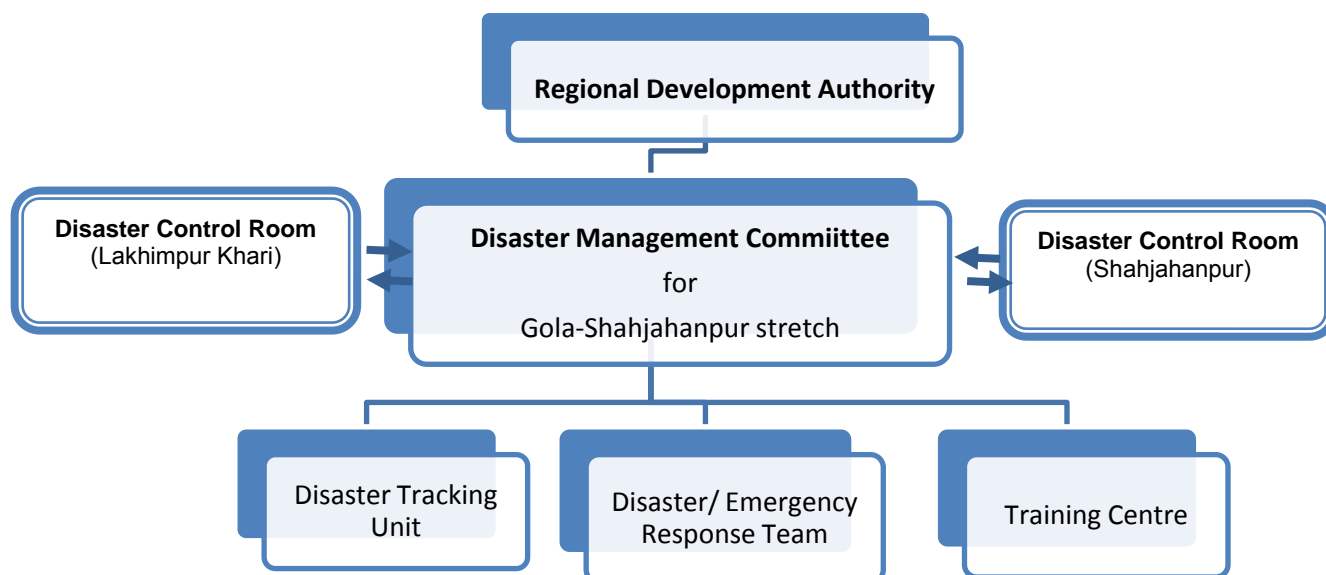 Regional Development Authority
Disaster Control Room
(Lakhimpur Khari)
Disaster Management Commiittee
for
Gola-Shahjahanpur stretch
Disaster Control Room
(Shahjahanpur)
Disaster Tracking
Unit
Disaster/ Emergency
Response Team
Training Centre